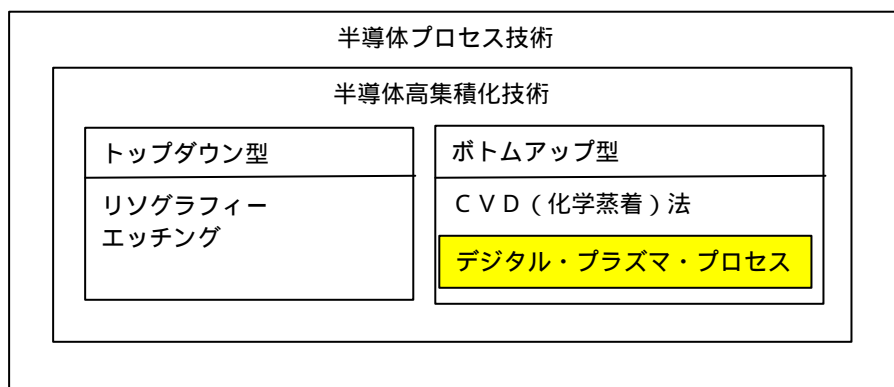 半導体プロセス技術
半導体高集積化技術
トップダウン型
リソグラフィー
エッチング
ボトムアップ型
ＣＶＤ（化学蒸着）法
デジタル・プラズマ・プロセス